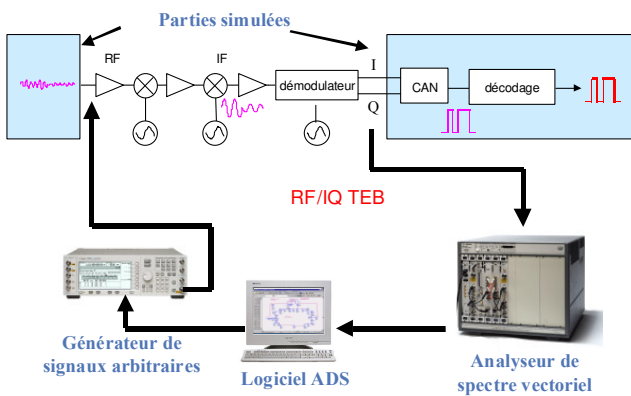 Parties simulées
RF
IF
I
démodulateur
Q
CAN
décodage
RF/IQ TEB
Générateur de
signaux arbitraires
Logiciel ADS
Analyseur de
spectre vectoriel